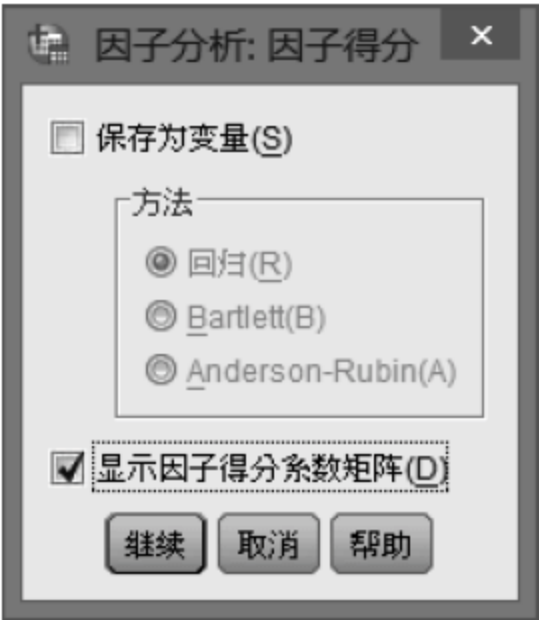 因子分析: 因子得分
保存为变量(S)
方法
回归(R)
Bartlett(B)
Anderson-Rubin(A)
显示因子得分系数矩阵(D)
继续 取消 帮助